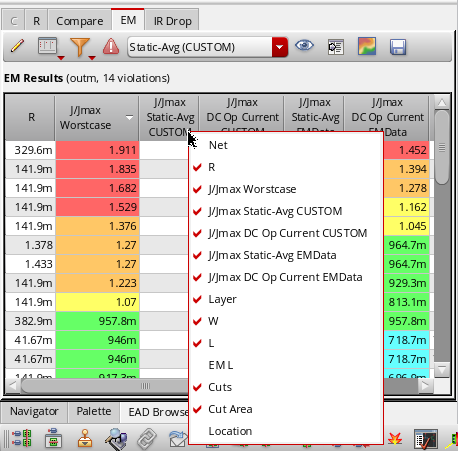 C R Compare EM IR Drop
Static-Avg (CUSTOM)
EM Results (outm, 14 violations)
R J/Jmax Worstcase J/Jmax Static-Avg CUSTOM J/Jmax DC Op Current CUSTOM J/Jmax Static-Avg EMData J/Jmax DC Op Current EMData
329.6m 1.911 1.452
141.9m 1.835 1.394
141.9m 1.682 1.278
141.9m 1.529 1.162
141.9m 1.376 1.045
1.378 1.27 964.7m
1.433 1.27 964.7m
141.9m 1.223 929.3m
141.9m 1.07 813.1m
382.9m 957.8m 957.8m
41.67m 946m 718.7m
41.67m 946m 718.7m
141.9m 917.3m
Net
R
J/Jmax Worstcase
J/Jmax Static-Avg CUSTOM
J/Jmax DC Op Current CUSTOM
J/Jmax Static-Avg EMData
J/Jmax DC Op Current EMData
Layer
W
L
EM L
Cuts
Cut Area
Location
Navigator Palette EAD Browse